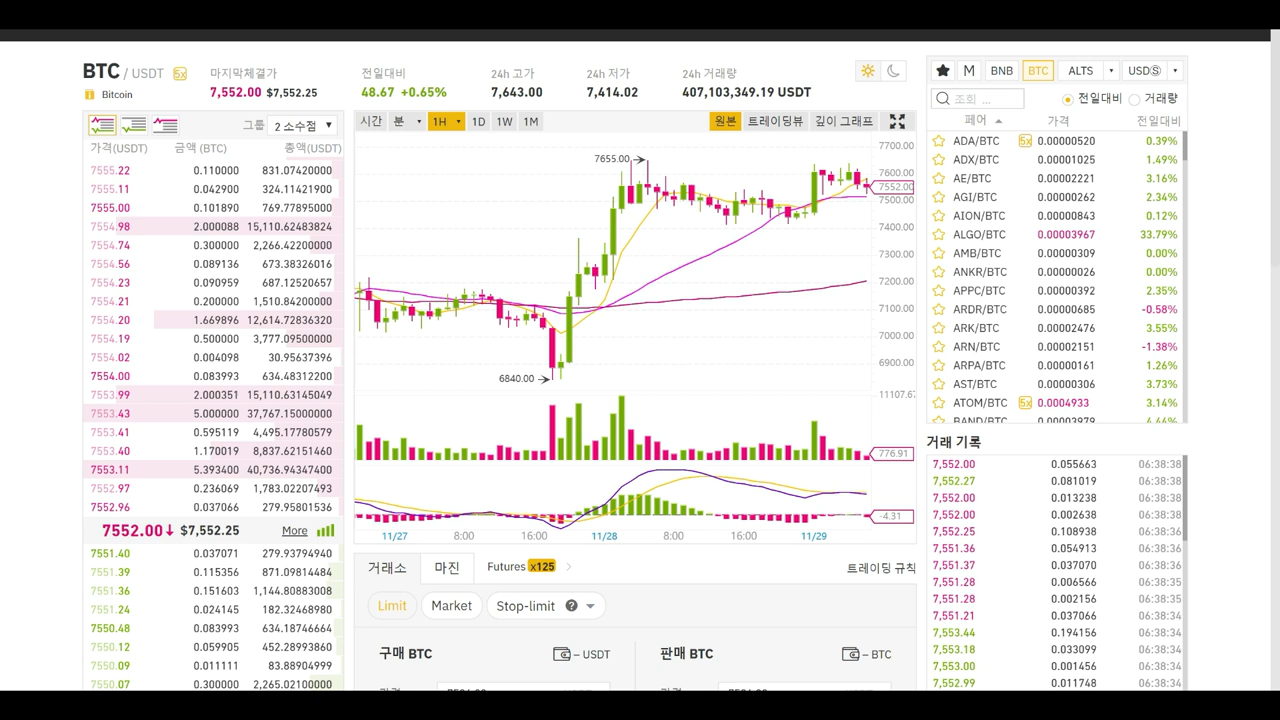 BTC / USDT 5x
Bitcoin
마지막체결가
7,552.00 $7,552.25
전일대비
48.67 +0.65%
24h 고가
7,643.00
24h 저가
7,414.02
24h 거래량
407,103,349.19 USDT
그룹 2 소수점
가격(USDT) 금액 (BTC) 총액(USDT)
7555.22 0.110000 831.07420000
7555.11 0.042900 324.11421900
7555.00 0.101890 769.77895000
7554.98 2.000088 15,110.62483824
7554.74 0.300000 2,266.42200000
7554.56 0.089136 673.38326016
7554.23 0.090959 687.12520657
7554.21 0.200000 1,510.84200000
7554.20 1.669896 12,614.72836320
7554.19 0.500000 3,777.09500000
7554.02 0.004098 30.95637396
7554.00 0.083993 634.48312200
7553.99 2.000351 15,110.63145049
7553.43 5.000000 37,767.15000000
7553.41 0.595119 4,495.17780579
7553.40 1.170019 8,837.62151460
7553.11 5.393400 40,736.94347400
7552.97 0.236069 1,783.02207493
7552.96 0.037066 279.95801536
7552.00↓ $7,552.25 More
7551.40 0.037071 279.93794940
7551.39 0.115356 871.09814484
7551.36 0.151603 1,144.80883008
7551.24 0.024145 182.32468980
7550.48 0.083993 634.18746664
7550.12 0.059905 452.28993860
7550.09 0.011111 83.88904999
7550.07 0.300000 2,265.02100000
시간 분 1H 1D 1W 1M 원본 트레이딩뷰 깊이 그래프
7655.00
6840.00
7700.00
7600.00
7552.00
7500.00
7400.00
7300.00
7200.00
7100.00
7000.00
6900.00
11107.67
776.91
-4.31
11/27 8:00 16:00 11/28 8:00 16:00 11/29
거래소 마진 Futures x125 트레이딩 규칙
Limit Market Stop-limit ?
구매 BTC – USDT
판매 BTC – BTC
M BNB BTC ALTS USDⓈ
조회 ... 전일대비 거래량
페어 가격 전일대비
ADA/BTC 5x 0.00000520 0.39%
ADX/BTC 0.00001025 1.49%
AE/BTC 0.00002221 3.16%
AGI/BTC 0.00000262 2.34%
AION/BTC 0.00000843 0.12%
ALGO/BTC 0.00003967 33.79%
AMB/BTC 0.00000309 0.00%
ANKR/BTC 0.00000026 0.00%
APPC/BTC 0.00000392 2.35%
ARDR/BTC 0.00000685 -0.58%
ARK/BTC 0.00002476 3.55%
ARN/BTC 0.00002151 -1.38%
ARPA/BTC 0.00000161 1.26%
AST/BTC 0.00000306 3.73%
ATOM/BTC 5x 0.0004933 3.14%
BAND/BTC 0.00003979 4.44%
거래 기록
7,552.00 0.055663 06:38:38
7,552.27 0.081019 06:38:38
7,552.00 0.013238 06:38:38
7,552.00 0.002638 06:38:38
7,552.25 0.108938 06:38:36
7,551.36 0.054913 06:38:36
7,551.37 0.037070 06:38:36
7,551.28 0.006566 06:38:35
7,551.28 0.002156 06:38:35
7,551.21 0.037066 06:38:34
7,553.44 0.194156 06:38:34
7,553.18 0.033099 06:38:34
7,553.00 0.001456 06:38:34
7,552.99 0.011748 06:38:34